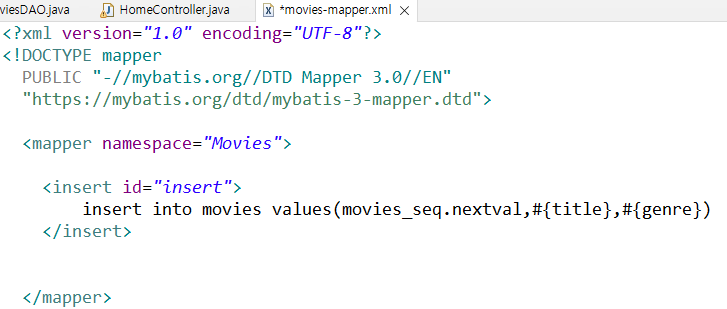 viesDAO.java HomeController.java *movies-mapper.xml
<?xml version="1.0" encoding="UTF-8"?>
<!DOCTYPE mapper
PUBLIC "-//mybatis.org//DTD Mapper 3.0//EN"
"https://mybatis.org/dtd/mybatis-3-mapper.dtd">
<mapper namespace="Movies">
<insert id="insert">
insert into movies values(movies_seq.nextval,#{title},#{genre})
</insert>
</mapper>